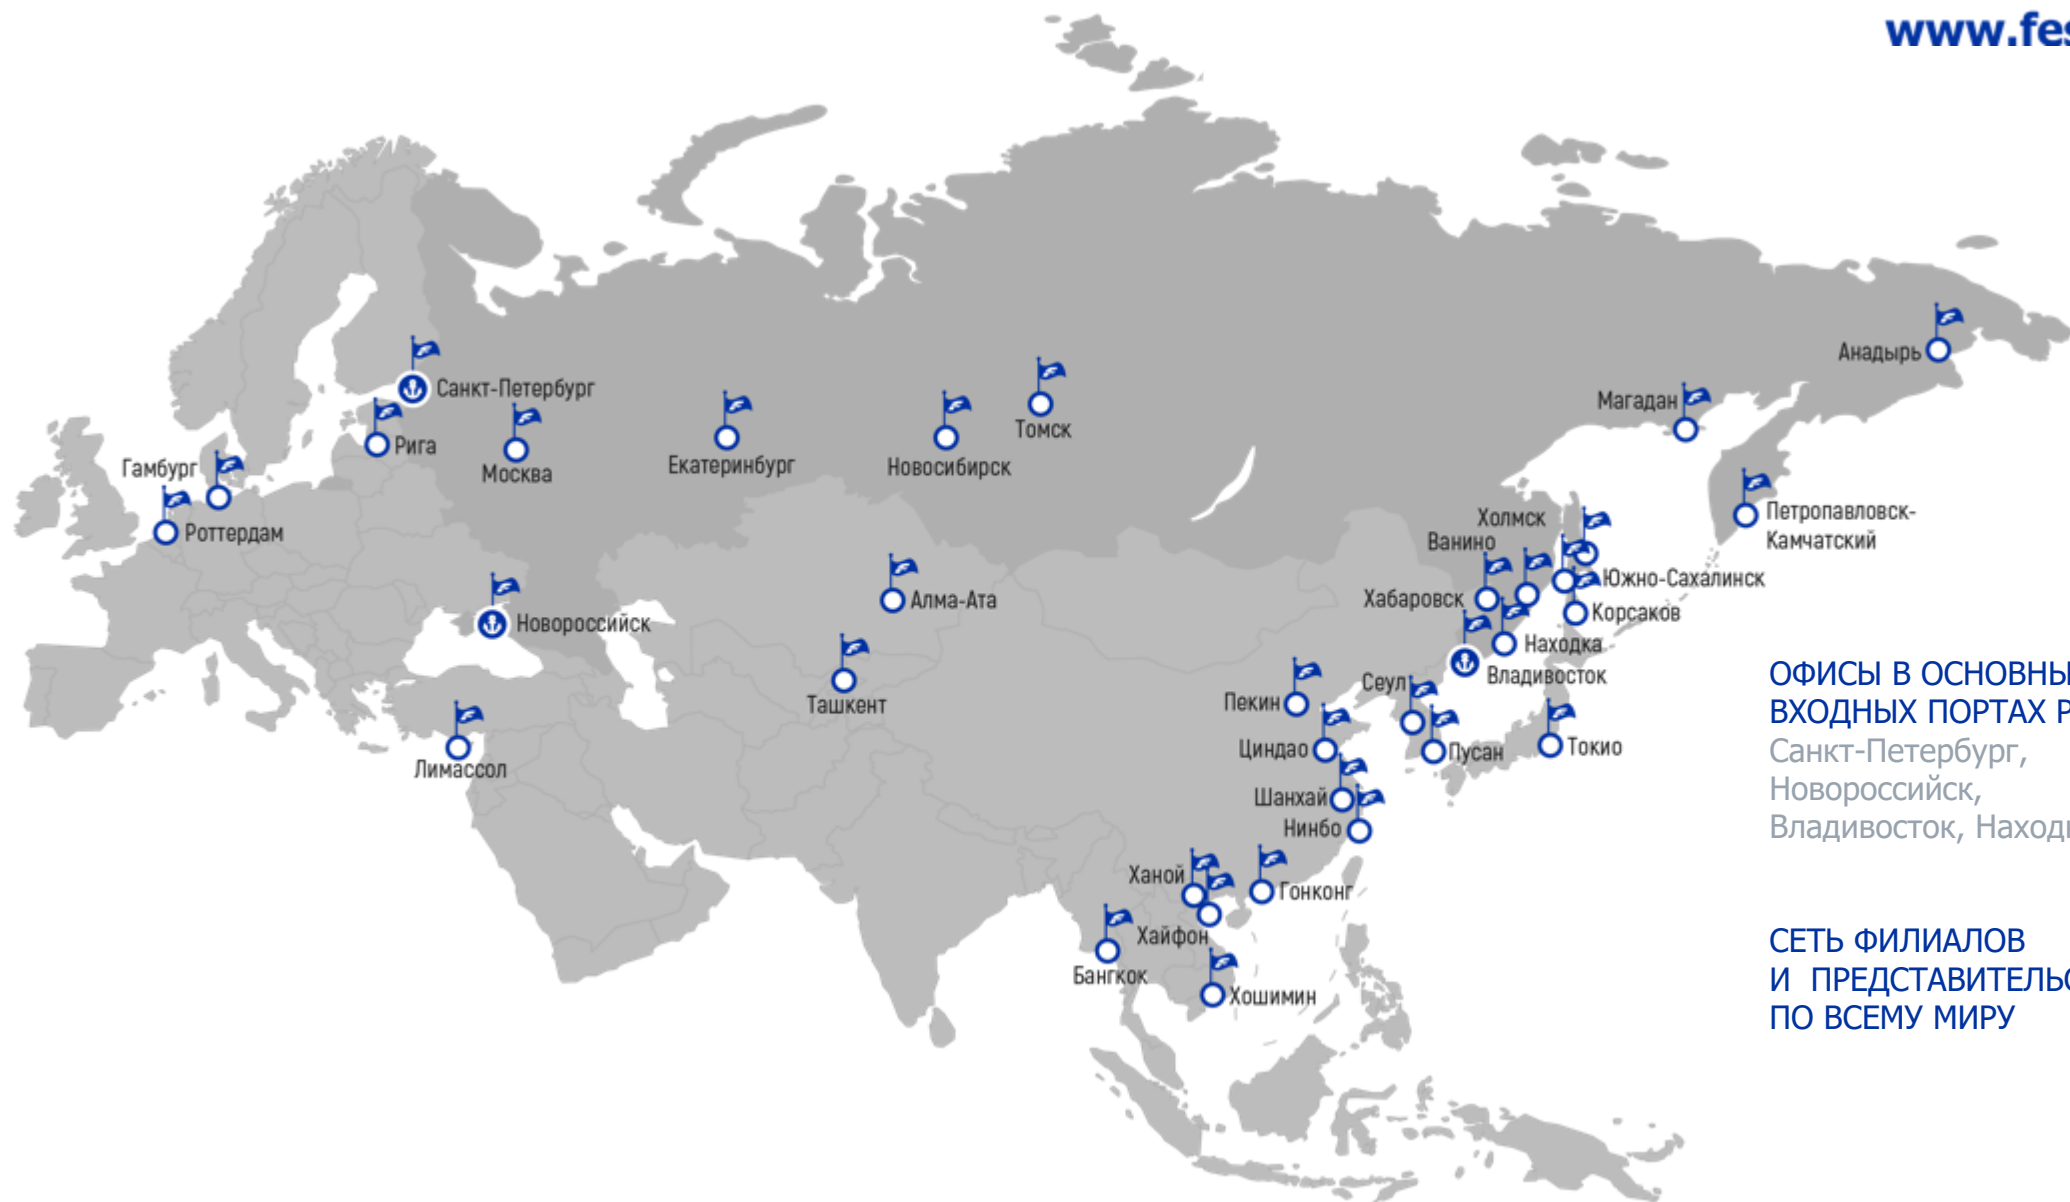 www.fes
Санкт-Петербург
Рига
Москва
Екатеринбург
Новосибирск
Томск
Гамбург
Роттердам
Новороссийск
Лимассол
Алма-Ата
Ташкент
Анадырь
Магадан
Петропавловск-
Камчатский
Холмск
Ванино
Хабаровск
Южно-Сахалинск
Корсаков
Находка
Владивосток
Сеул
Пекин
Циндао
Пусан
Токио
Шанхай
Нинбо
Ханой
Гонконг
Хайфон
Бангкок
Хошимин
ОФИСЫ В ОСНОВНЫ
ВХОДНЫХ ПОРТАХ Р
Санкт-Петербург,
Новороссийск,
Владивосток, Наход
СЕТЬ ФИЛИАЛОВ
И ПРЕДСТАВИТЕЛЬС
ПО ВСЕМУ МИРУ